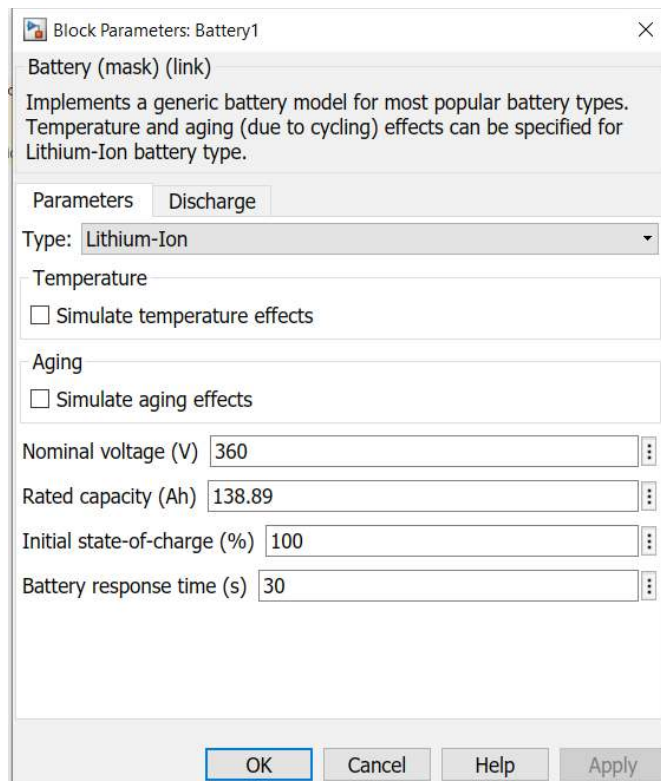 Block Parameters: Battery1
Battery (mask) (link)
Implements a generic battery model for most popular battery types.
Temperature and aging (due to cycling) effects can be specified for
Lithium-Ion battery type.
Parameters Discharge
Type: Lithium-Ion
Temperature
Simulate temperature effects
Aging
Simulate aging effects
Nominal voltage (V) 360
Rated capacity (Ah) 138.89
Initial state-of-charge (%) 100
Battery response time (s) 30
OK Cancel Help Apply